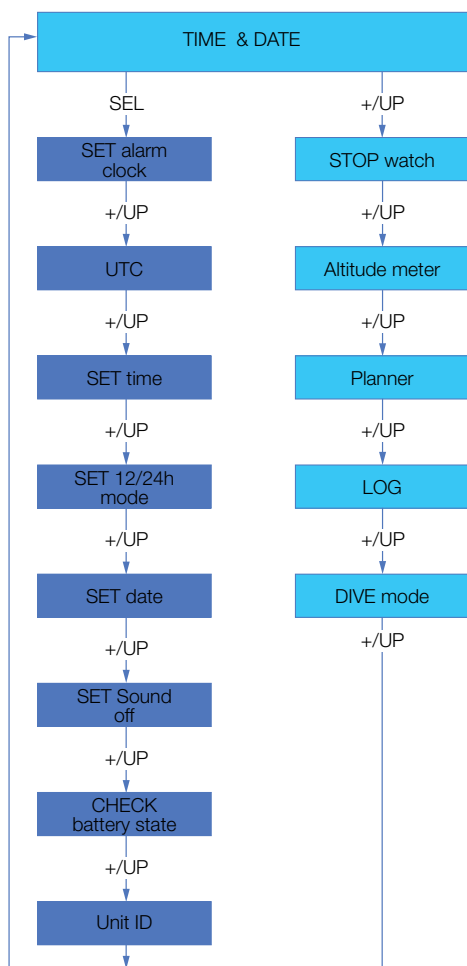 TIME & DATE
SEL
SET alarm
clock
+/UP
UTC
+/UP
SET time
+/UP
SET 12/24h
mode
+/UP
SET date
+/UP
SET Sound
off
+/UP
CHECK
battery state
+/UP
Unit ID
+/UP
STOP watch
+/UP
Altitude meter
+/UP
Planner
+/UP
LOG
+/UP
DIVE mode
+/UP